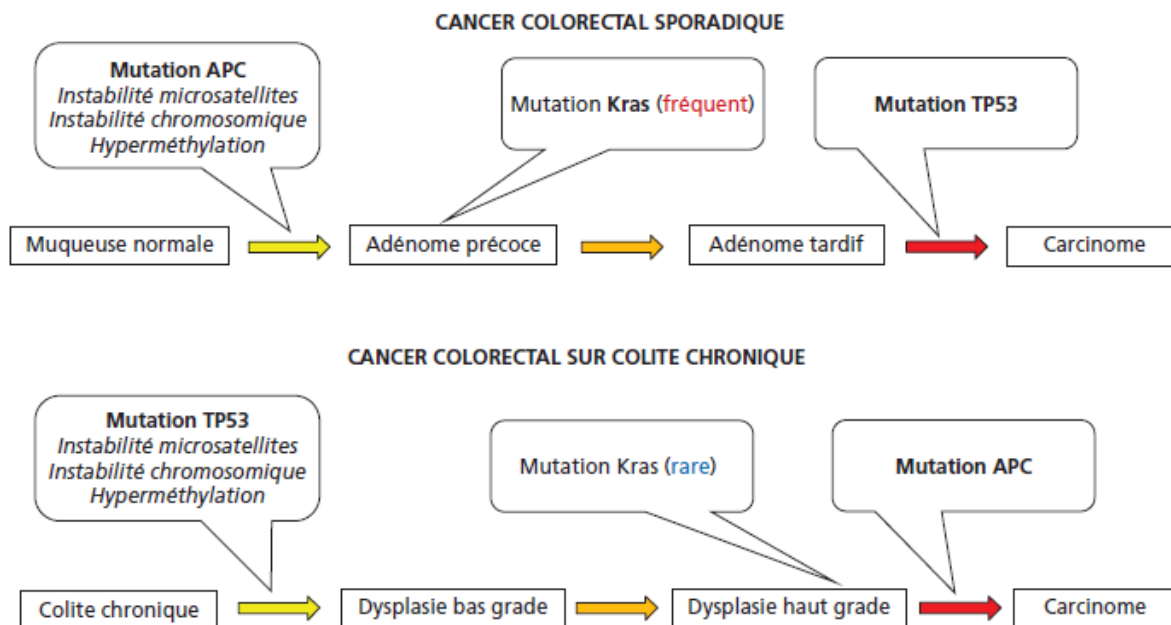 CANCER COLORECTAL SPORADIQUE
Mutation APC
Instabilité microsatellites
Instabilité chromosomique
Hyperméthylation
Mutation Kras (fréquent)
Mutation TP53
Muqueuse normale
Adénome précoce
Adénome tardif
Carcinome
CANCER COLORECTAL SUR COLITE CHRONIQUE
Mutation TP53
Instabilité microsatellites
Instabilité chromosomique
Hyperméthylation
Mutation Kras (rare)
Mutation APC
Colite chronique
Dysplasie bas grade
Dysplasie haut grade
Carcinome